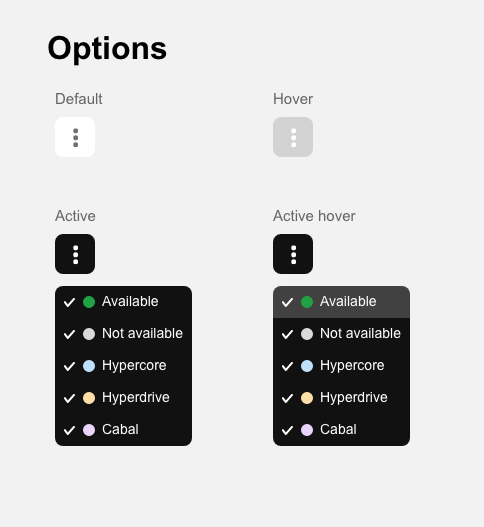 Options
Default
Hover
Active
Active hover
Available
Not available
Hypercore
Hyperdrive
Cabal
Available
Not available
Hypercore
Hyperdrive
Cabal